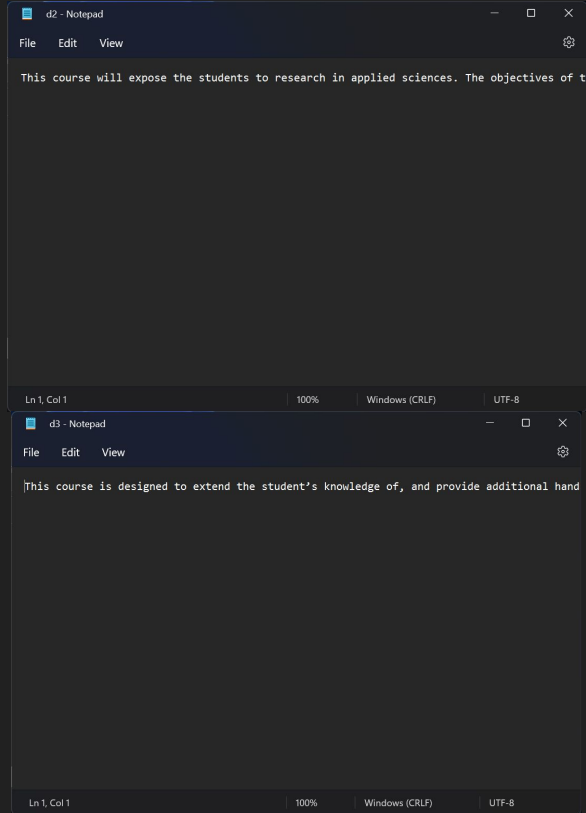 d2 - Notepad
File Edit View
This course will expose the students to research in applied sciences. The objectives of t
Ln 1, Col 1 100% Windows (CRLF) UTF-8
d3 - Notepad
File Edit View
This course is designed to extend the student’s knowledge of, and provide additional hand
Ln 1, Col 1 100% Windows (CRLF) UTF-8